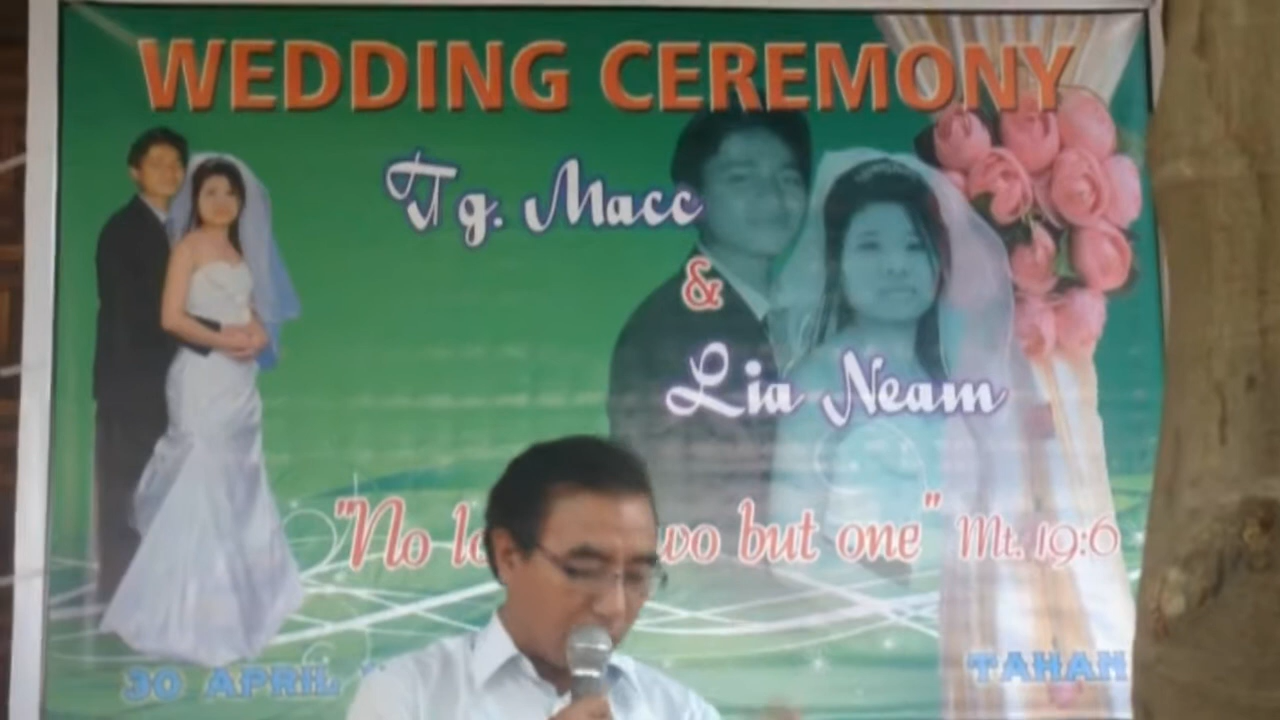 WEDDING CEREMONY
Tg. Macc
&
Lia Neam
"No lo wo but one" Mt. 19:6
30 APRIL
TAHAN